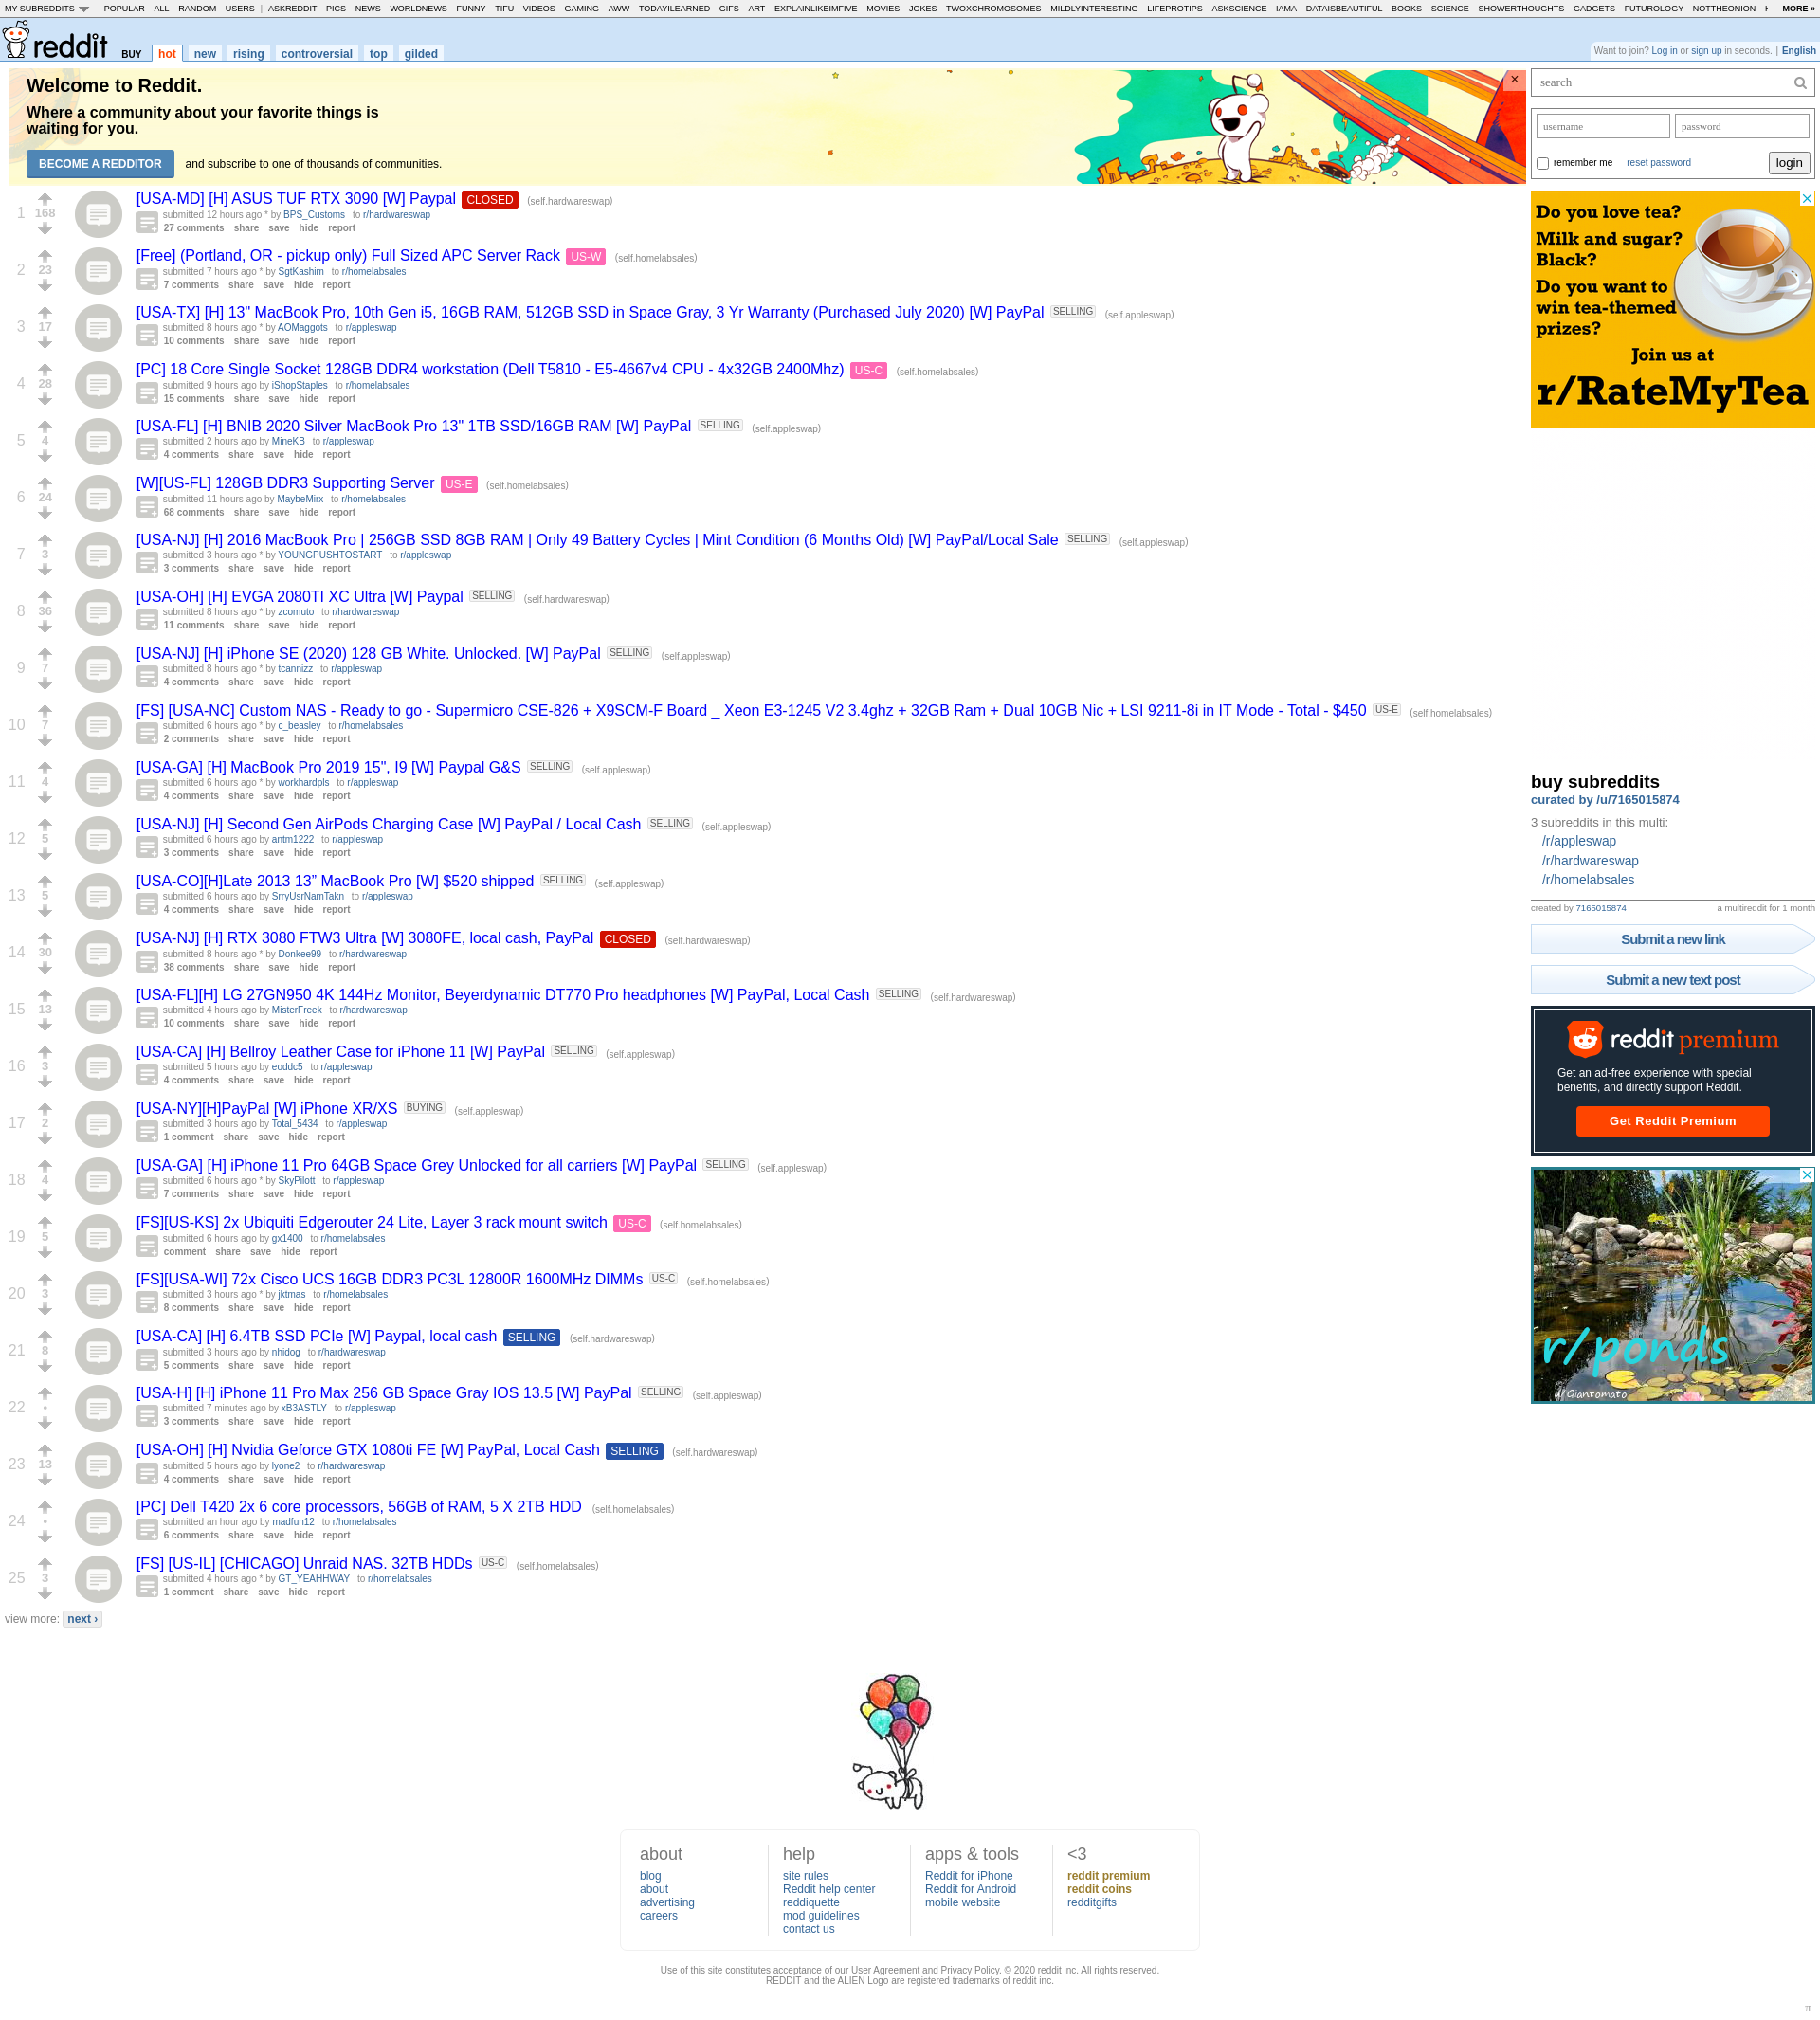 MY SUBREDDITS POPULAR - ALL - RANDOM - USERS | ASKREDDIT - PICS - NEWS - WORLDNEWS - FUNNY - TIFU - VIDEOS - GAMING - AWW - TODAYILEARNED - GIFS - ART - EXPLAINLIKEIMFIVE - MOVIES - JOKES - TWOXCHROMOSOMES - MILDLYINTERESTING - LIFEPROTIPS - ASKSCIENCE - IAMA - DATAISBEAUTIFUL - BOOKS - SCIENCE - SHOWERTHOUGHTS - GADGETS - FUTUROLOGY - NOTTHEONION - MORE »
reddit BUY hot new rising controversial top gilded
Want to join? Log in or sign up in seconds. | English
Welcome to Reddit.
Where a community about your favorite things is
waiting for you.
BECOME A REDDITOR and subscribe to one of thousands of communities.
×
1 168 [USA-MD] [H] ASUS TUF RTX 3090 [W] Paypal CLOSED (self.hardwareswap)
submitted 12 hours ago * by BPS_Customs to r/hardwareswap
27 comments share save hide report
2 23 [Free] (Portland, OR - pickup only) Full Sized APC Server Rack US-W (self.homelabsales)
submitted 7 hours ago * by SgtKashim to r/homelabsales
7 comments share save hide report
3 17 [USA-TX] [H] 13" MacBook Pro, 10th Gen i5, 16GB RAM, 512GB SSD in Space Gray, 3 Yr Warranty (Purchased July 2020) [W] PayPal SELLING (self.appleswap)
submitted 8 hours ago * by AOMaggots to r/appleswap
10 comments share save hide report
4 28 [PC] 18 Core Single Socket 128GB DDR4 workstation (Dell T5810 - E5-4667v4 CPU - 4x32GB 2400Mhz) US-C (self.homelabsales)
submitted 9 hours ago by iShopStaples to r/homelabsales
15 comments share save hide report
5 4 [USA-FL] [H] BNIB 2020 Silver MacBook Pro 13" 1TB SSD/16GB RAM [W] PayPal SELLING (self.appleswap)
submitted 2 hours ago by MineKB to r/appleswap
4 comments share save hide report
6 24 [W][US-FL] 128GB DDR3 Supporting Server US-E (self.homelabsales)
submitted 11 hours ago by MaybeMirx to r/homelabsales
68 comments share save hide report
7 3 [USA-NJ] [H] 2016 MacBook Pro | 256GB SSD 8GB RAM | Only 49 Battery Cycles | Mint Condition (6 Months Old) [W] PayPal/Local Sale SELLING (self.appleswap)
submitted 3 hours ago * by YOUNGPUSHTOSTART to r/appleswap
3 comments share save hide report
8 36 [USA-OH] [H] EVGA 2080TI XC Ultra [W] Paypal SELLING (self.hardwareswap)
submitted 8 hours ago * by zcomuto to r/hardwareswap
11 comments share save hide report
9 7 [USA-NJ] [H] iPhone SE (2020) 128 GB White. Unlocked. [W] PayPal SELLING (self.appleswap)
submitted 8 hours ago * by tcannizz to r/appleswap
4 comments share save hide report
10 7 [FS] [USA-NC] Custom NAS - Ready to go - Supermicro CSE-826 + X9SCM-F Board _ Xeon E3-1245 V2 3.4ghz + 32GB Ram + Dual 10GB Nic + LSI 9211-8i in IT Mode - Total - $450 US-E (self.homelabsales)
submitted 6 hours ago * by c_beasley to r/homelabsales
2 comments share save hide report
11 4 [USA-GA] [H] MacBook Pro 2019 15", I9 [W] Paypal G&S SELLING (self.appleswap)
submitted 6 hours ago * by workhardpls to r/appleswap
4 comments share save hide report
12 5 [USA-NJ] [H] Second Gen AirPods Charging Case [W] PayPal / Local Cash SELLING (self.appleswap)
submitted 6 hours ago by antm1222 to r/appleswap
3 comments share save hide report
13 5 [USA-CO][H]Late 2013 13” MacBook Pro [W] $520 shipped SELLING (self.appleswap)
submitted 6 hours ago by SrryUsrNamTakn to r/appleswap
4 comments share save hide report
14 30 [USA-NJ] [H] RTX 3080 FTW3 Ultra [W] 3080FE, local cash, PayPal CLOSED (self.hardwareswap)
submitted 8 hours ago * by Donkee99 to r/hardwareswap
38 comments share save hide report
15 13 [USA-FL][H] LG 27GN950 4K 144Hz Monitor, Beyerdynamic DT770 Pro headphones [W] PayPal, Local Cash SELLING (self.hardwareswap)
submitted 4 hours ago by MisterFreek to r/hardwareswap
10 comments share save hide report
16 3 [USA-CA] [H] Bellroy Leather Case for iPhone 11 [W] PayPal SELLING (self.appleswap)
submitted 5 hours ago by eoddc5 to r/appleswap
4 comments share save hide report
17 2 [USA-NY][H]PayPal [W] iPhone XR/XS BUYING (self.appleswap)
submitted 3 hours ago by Total_5434 to r/appleswap
1 comment share save hide report
18 4 [USA-GA] [H] iPhone 11 Pro 64GB Space Grey Unlocked for all carriers [W] PayPal SELLING (self.appleswap)
submitted 6 hours ago * by SkyPilott to r/appleswap
7 comments share save hide report
19 5 [FS][US-KS] 2x Ubiquiti Edgerouter 24 Lite, Layer 3 rack mount switch US-C (self.homelabsales)
submitted 6 hours ago by gx1400 to r/homelabsales
comment share save hide report
20 3 [FS][USA-WI] 72x Cisco UCS 16GB DDR3 PC3L 12800R 1600MHz DIMMs US-C (self.homelabsales)
submitted 3 hours ago * by jktmas to r/homelabsales
8 comments share save hide report
21 8 [USA-CA] [H] 6.4TB SSD PCIe [W] Paypal, local cash SELLING (self.hardwareswap)
submitted 3 hours ago by nhidog to r/hardwareswap
5 comments share save hide report
22 • [USA-H] [H] iPhone 11 Pro Max 256 GB Space Gray IOS 13.5 [W] PayPal SELLING (self.appleswap)
submitted 7 minutes ago by xB3ASTLY to r/appleswap
3 comments share save hide report
23 13 [USA-OH] [H] Nvidia Geforce GTX 1080ti FE [W] PayPal, Local Cash SELLING (self.hardwareswap)
submitted 5 hours ago by lyone2 to r/hardwareswap
4 comments share save hide report
24 • [PC] Dell T420 2x 6 core processors, 56GB of RAM, 5 X 2TB HDD (self.homelabsales)
submitted an hour ago by madfun12 to r/homelabsales
6 comments share save hide report
25 3 [FS] [US-IL] [CHICAGO] Unraid NAS. 32TB HDDs US-C (self.homelabsales)
submitted 4 hours ago by GT_YEAHHWAY to r/homelabsales
1 comment share save hide report
view more: next ›
search
username password
remember me reset password login
Do you love tea?
Milk and sugar?
Black?
Do you want to
win tea-themed
prizes?
Join us at
r/RateMyTea
buy subreddits
curated by /u/7165015874
3 subreddits in this multi:
/r/appleswap
/r/hardwareswap
/r/homelabsales
created by 7165015874 a multireddit for 1 month
Submit a new link
Submit a new text post
reddit premium
Get an ad-free experience with special
benefits, and directly support Reddit.
Get Reddit Premium
r/ponds
u/Giantomato
about
blog
about
advertising
careers
help
site rules
Reddit help center
reddiquette
mod guidelines
contact us
apps & tools
Reddit for iPhone
Reddit for Android
mobile website
<3
reddit premium
reddit coins
redditgifts
Use of this site constitutes acceptance of our User Agreement and Privacy Policy. © 2020 reddit inc. All rights reserved.
REDDIT and the ALIEN Logo are registered trademarks of reddit inc.
π